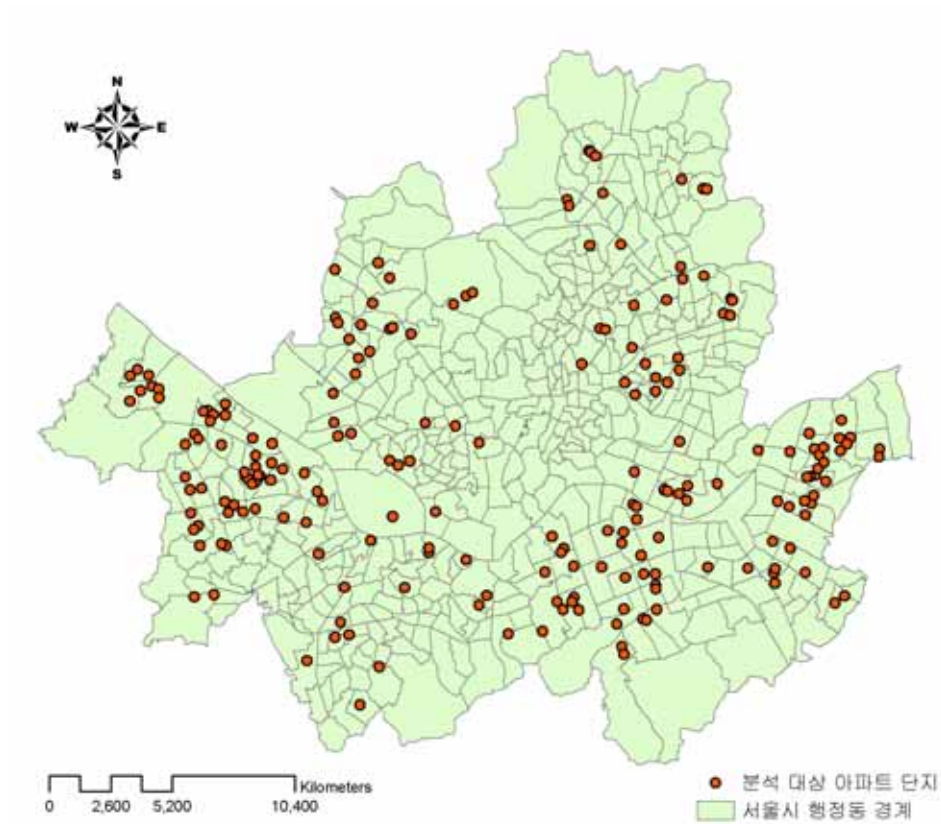 N
W E
S
Kilometers
0 2,600 5,200 10,400
분석 대상 아파트 단지
서울시 행정동 경계